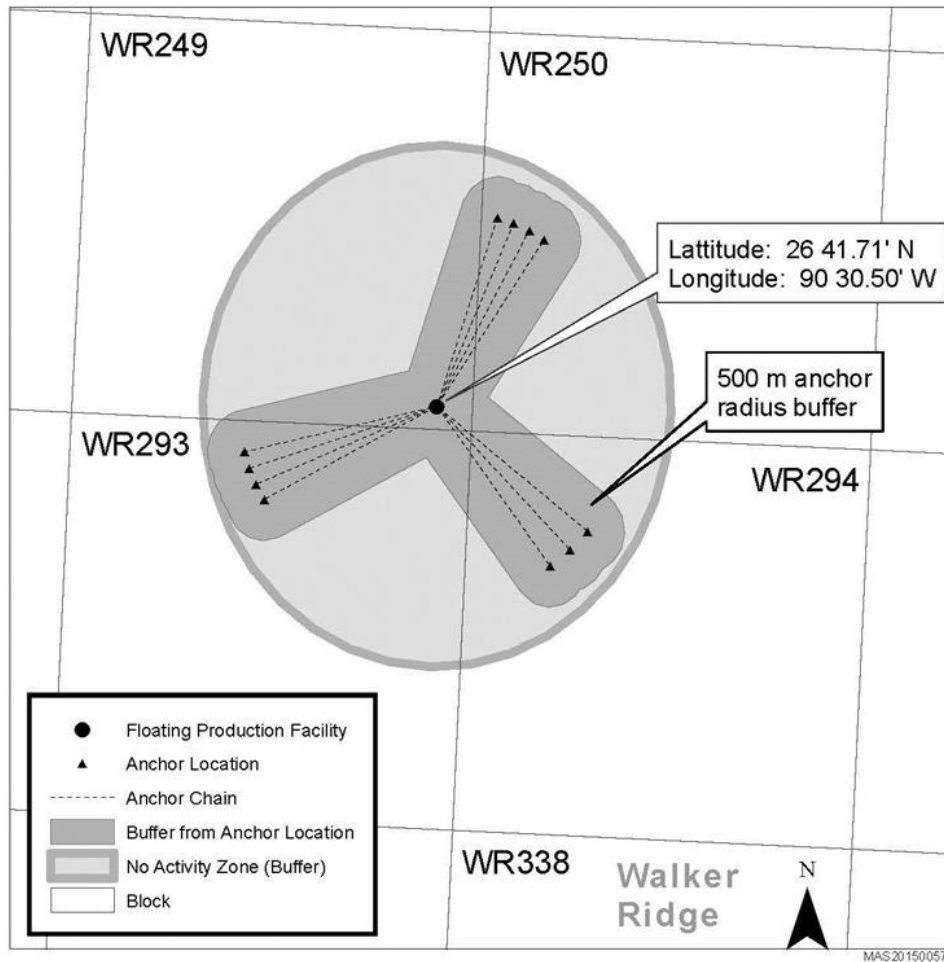 WR249
WR250
Lattitude: 26 41.71' N
Longitude: 90 30.50' W
500 m anchor
radius buffer
WR293
WR294
Floating Production Facility
Anchor Location
Anchor Chain
Buffer from Anchor Location
No Activity Zone (Buffer)
Block
WR338
Walker
Ridge
N
MAS20150057